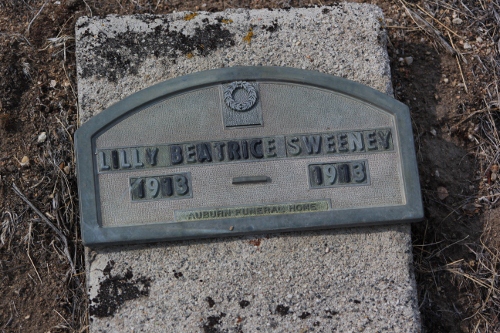 LILLY BEATRICE SWEENEY
1913 – 1913
AUBURN FUNERAL HOME